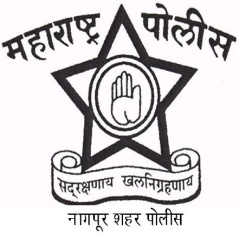 महाराष्ट्र पोलीस
सद्रक्षणाय खलनिग्रहणाय
नागपूर शहर पोलीस